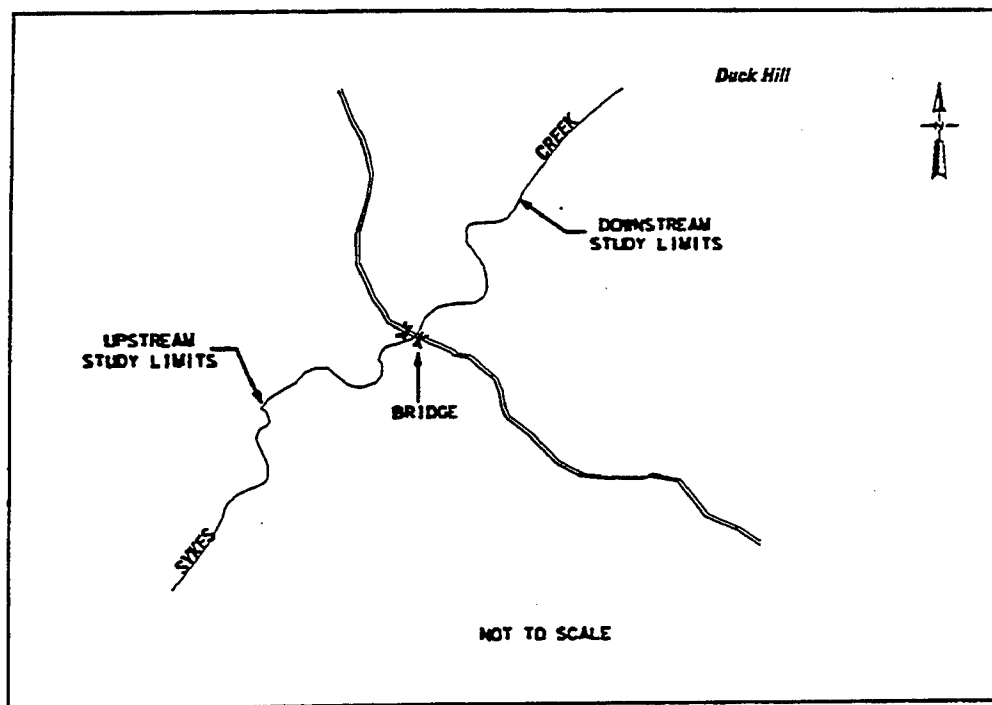 Duck Hill
CREEK
DOWNSTREAM
STUDY LIMITS
UPSTREAM
STUDY LIMITS
BRIDGE
SYKES
NOT TO SCALE